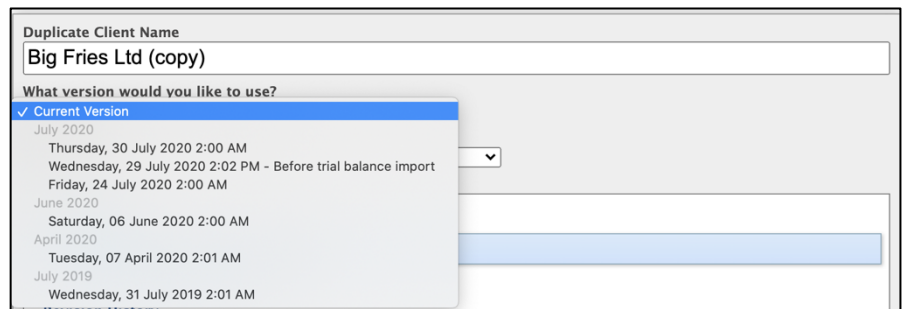 Duplicate Client Name
Big Fries Ltd (copy)
What version would you like to use?
✓ Current Version
July 2020
Thursday, 30 July 2020 2:00 AM
Wednesday, 29 July 2020 2:02 PM - Before trial balance import
Friday, 24 July 2020 2:00 AM
June 2020
Saturday, 06 June 2020 2:00 AM
April 2020
Tuesday, 07 April 2020 2:01 AM
July 2019
Wednesday, 31 July 2019 2:01 AM